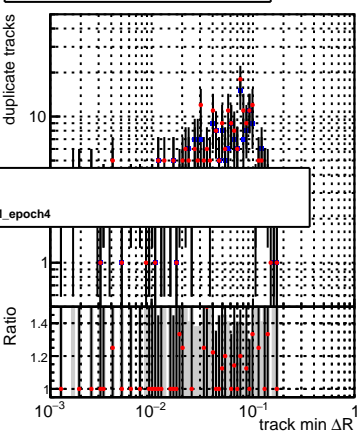 duplicate tracks
10
l_epoch4
1
Ratio
1.4
1.2
1
10⁻³ 10⁻² 10⁻¹ 1
track min ΔR